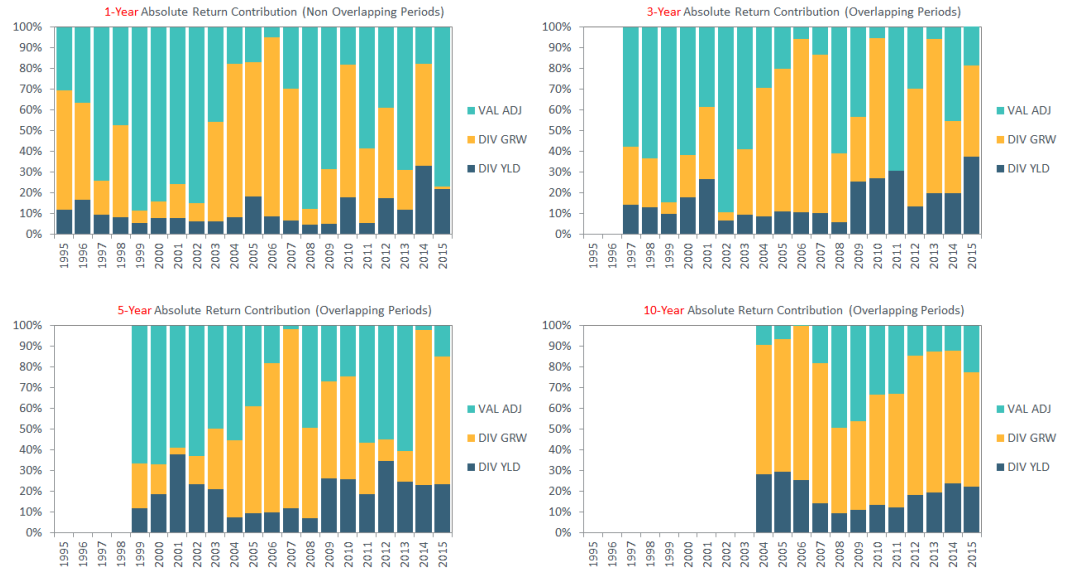 1-Year Absolute Return Contribution (Non Overlapping Periods)
100%
90%
80%
70%
60%
50%
40%
30%
20%
10%
0%
1995 1996 1997 1998 1999 2000 2001 2002 2003 2004 2005 2006 2007 2008 2009 2010 2011 2012 2013 2014 2015
VAL ADJ
DIV GRW
DIV YLD
3-Year Absolute Return Contribution (Overlapping Periods)
100%
90%
80%
70%
60%
50%
40%
30%
20%
10%
0%
1995 1996 1997 1998 1999 2000 2001 2002 2003 2004 2005 2006 2007 2008 2009 2010 2011 2012 2013 2014 2015
VAL ADJ
DIV GRW
DIV YLD
5-Year Absolute Return Contribution (Overlapping Periods)
100%
90%
80%
70%
60%
50%
40%
30%
20%
10%
0%
1995 1996 1997 1998 1999 2000 2001 2002 2003 2004 2005 2006 2007 2008 2009 2010 2011 2012 2013 2014 2015
VAL ADJ
DIV GRW
DIV YLD
10-Year Absolute Return Contribution (Overlapping Periods)
100%
90%
80%
70%
60%
50%
40%
30%
20%
10%
0%
1995 1996 1997 1998 1999 2000 2001 2002 2003 2004 2005 2006 2007 2008 2009 2010 2011 2012 2013 2014 2015
VAL ADJ
DIV GRW
DIV YLD